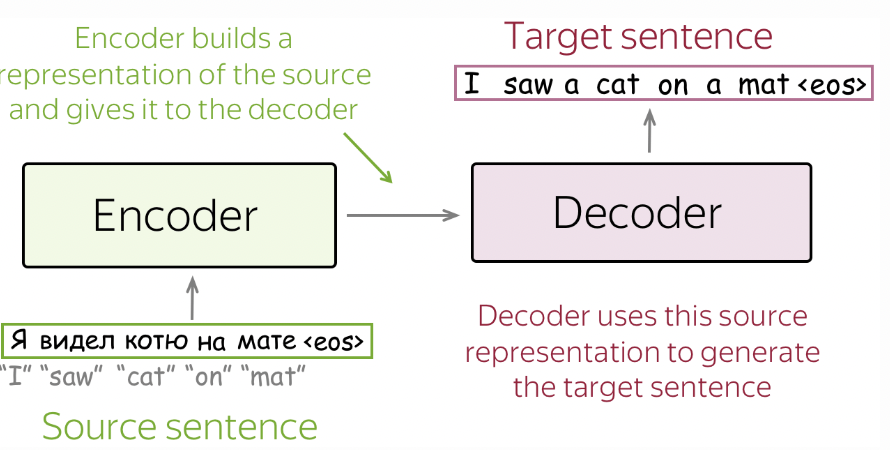 Encoder builds a
representation of the source
and gives it to the decoder
Target sentence
I saw a cat on a mat <eos>
Encoder
Decoder
Я видел котю на мате <eos>
"I" "saw" "cat" "on" "mat"
Source sentence
Decoder uses this source
representation to generate
the target sentence